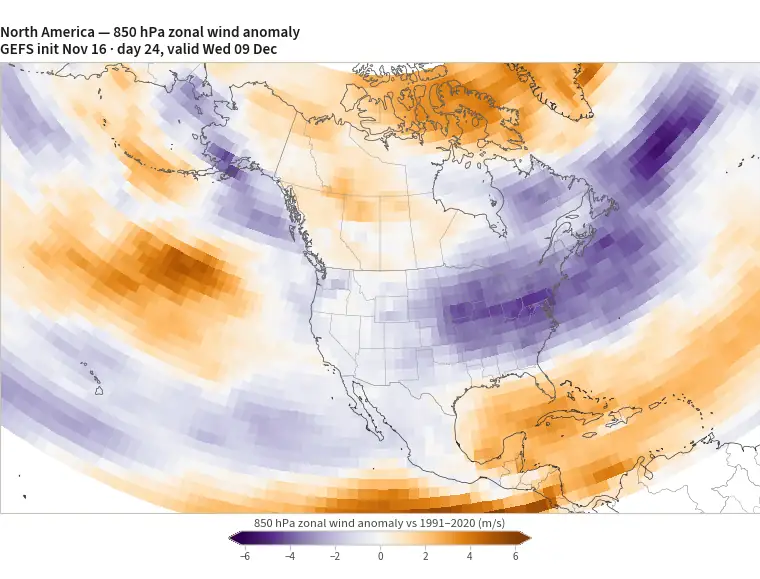 North America — 850 hPa zonal wind anomaly
GEFS init Nov 16 · day 24, valid Wed 09 Dec
850 hPa zonal wind anomaly vs 1991–2020 (m/s)
−6 −4 −2 0 2 4 6